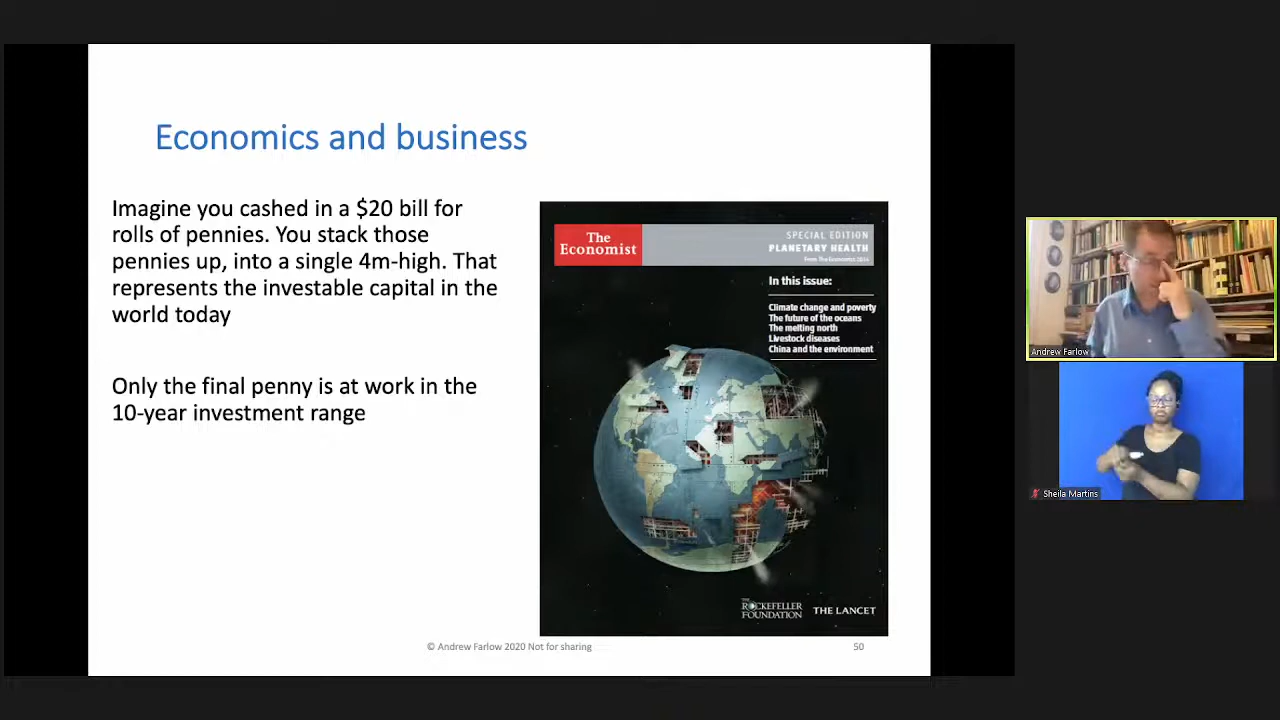 Economics and business
Imagine you cashed in a $20 bill for
rolls of pennies. You stack those
pennies up, into a single 4m-high. That
represents the investable capital in the
world today
Only the final penny is at work in the
10-year investment range
The
Economist
SPECIAL EDITION
PLANETARY HEALTH
From The Economist 2014
In this issue:
Climate change and poverty
The future of the oceans
The melting north
Livestock diseases
China and the environment
THE
ROCKEFELLER
FOUNDATION
THE LANCET
© Andrew Farlow 2020 Not for sharing
50
Andrew Farlow
Sheila Martins